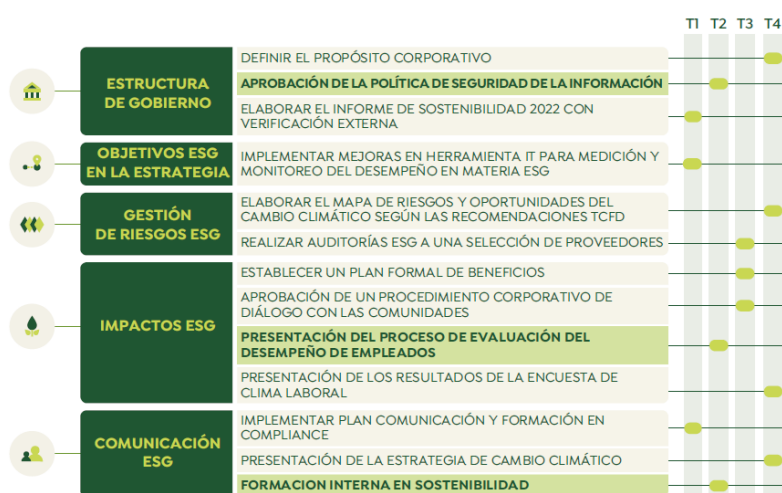 T1 T2 T3 T4
ESTRUCTURA
DE GOBIERNO
DEFINIR EL PROPÓSITO CORPORATIVO
APROBACIÓN DE LA POLÍTICA DE SEGURIDAD DE LA INFORMACIÓN
ELABORAR EL INFORME DE SOSTENIBILIDAD 2022 CON
VERIFICACIÓN EXTERNA
OBJETIVOS ESG
EN LA ESTRATEGIA
IMPLEMENTAR MEJORAS EN HERRAMIENTA IT PARA MEDICIÓN Y
MONITOREO DEL DESEMPEÑO EN MATERIA ESG
GESTIÓN
DE RIESGOS ESG
ELABORAR EL MAPA DE RIESGOS Y OPORTUNIDADES DEL
CAMBIO CLIMÁTICO SEGÚN LAS RECOMENDACIONES TCFD
REALIZAR AUDITORÍAS ESG A UNA SELECCIÓN DE PROVEEDORES
IMPACTOS ESG
ESTABLECER UN PLAN FORMAL DE BENEFICIOS
APROBACIÓN DE UN PROCEDIMIENTO CORPORATIVO DE
DIÁLOGO CON LAS COMUNIDADES
PRESENTACIÓN DEL PROCESO DE EVALUACIÓN DEL
DESEMPEÑO DE EMPLEADOS
PRESENTACIÓN DE LOS RESULTADOS DE LA ENCUESTA DE
CLIMA LABORAL
COMUNICACIÓN
ESG
IMPLEMENTAR PLAN COMUNICACIÓN Y FORMACIÓN EN
COMPLIANCE
PRESENTACIÓN DE LA ESTRATEGIA DE CAMBIO CLIMÁTICO
FORMACION INTERNA EN SOSTENIBILIDAD